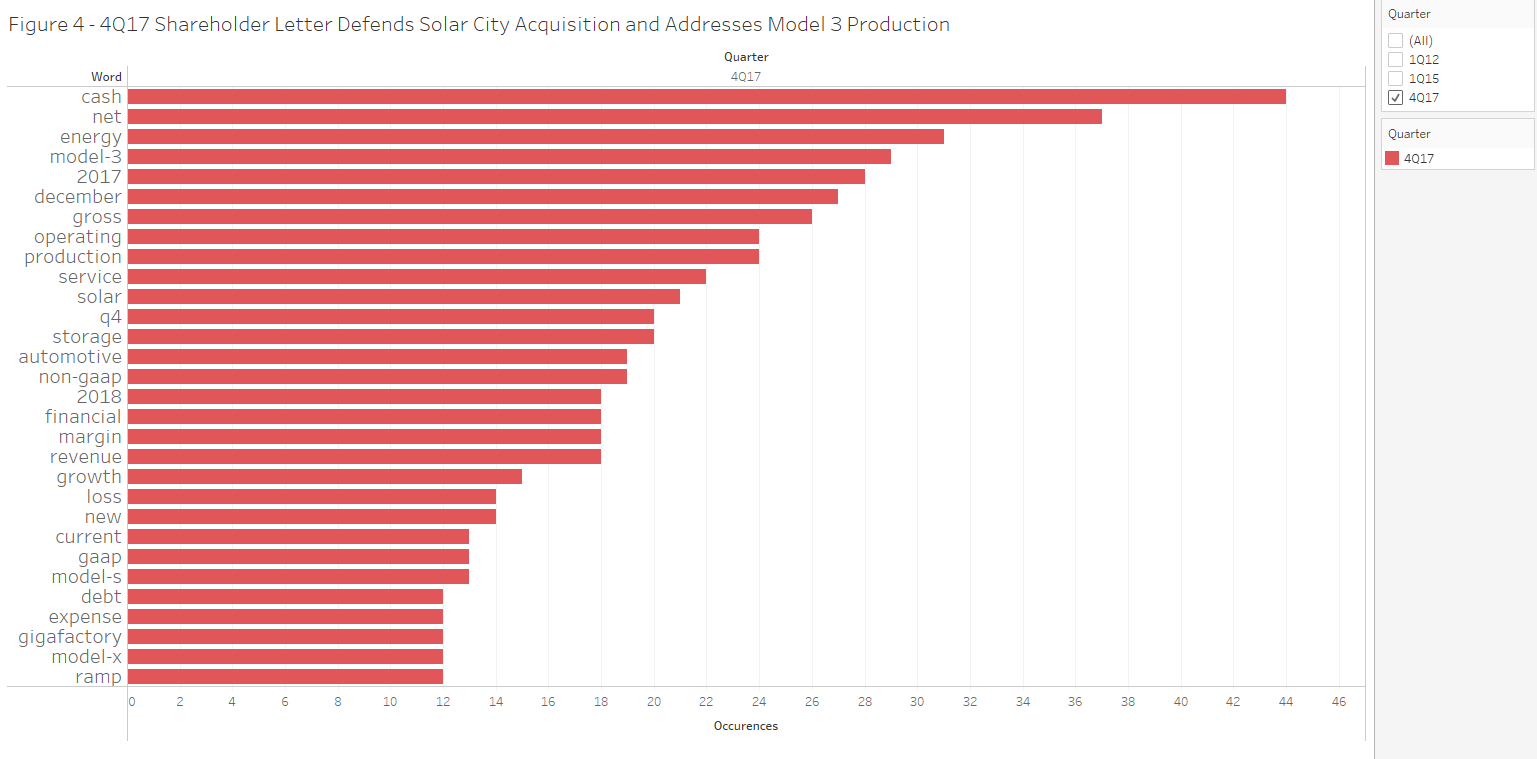 Figure 4 - 4Q17 Shareholder Letter Defends Solar City Acquisition and Addresses Model 3 Production
Quarter
Word 4Q17
cash
net
energy
model-3
2017
december
gross
operating
production
service
solar
q4
storage
automotive
non-gaap
2018
financial
margin
revenue
growth
loss
new
current
gaap
model-s
debt
expense
gigafactory
model-x
ramp
0 2 4 6 8 10 12 14 16 18 20 22 24 26 28 30 32 34 36 38 40 42 44 46
Occurences
Quarter
(All)
1Q12
1Q15
4Q17
Quarter
4Q17